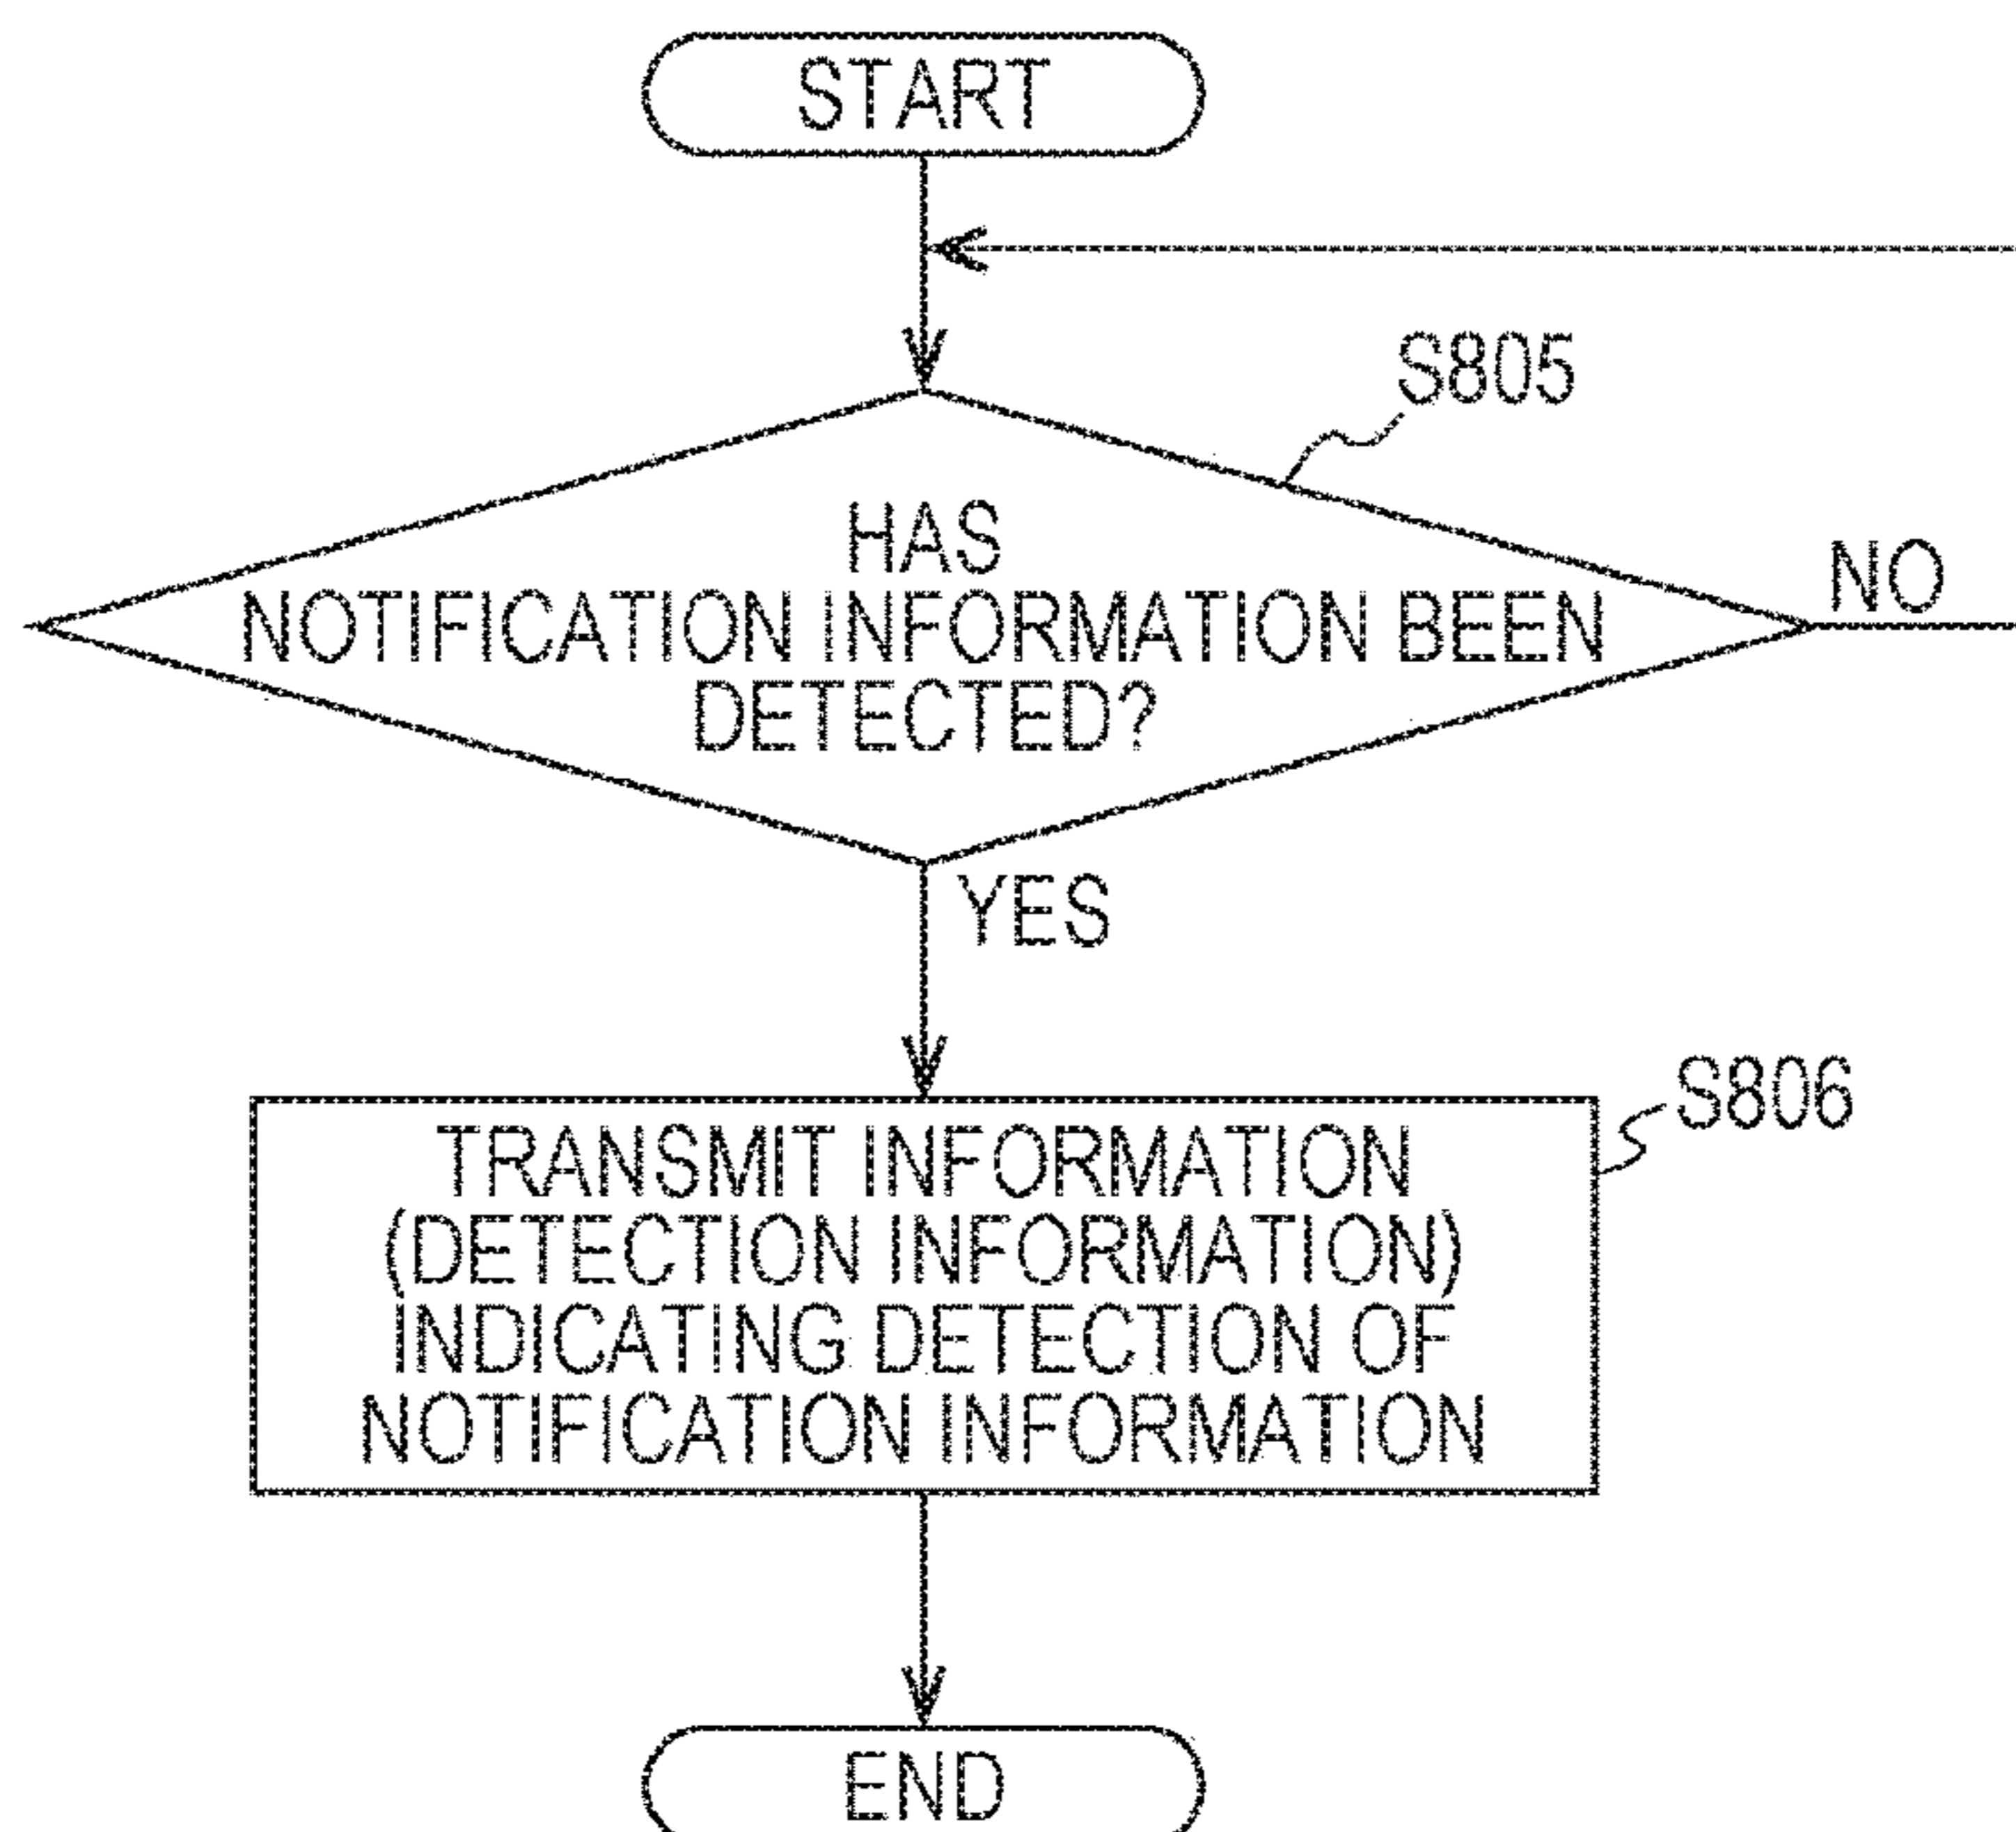 START
S805
HAS
NOTIFICATION INFORMATION BEEN
DETECTED?
NO
YES
S806
TRANSMIT INFORMATION
(DETECTION INFORMATION)
INDICATING DETECTION OF
NOTIFICATION INFORMATION
END